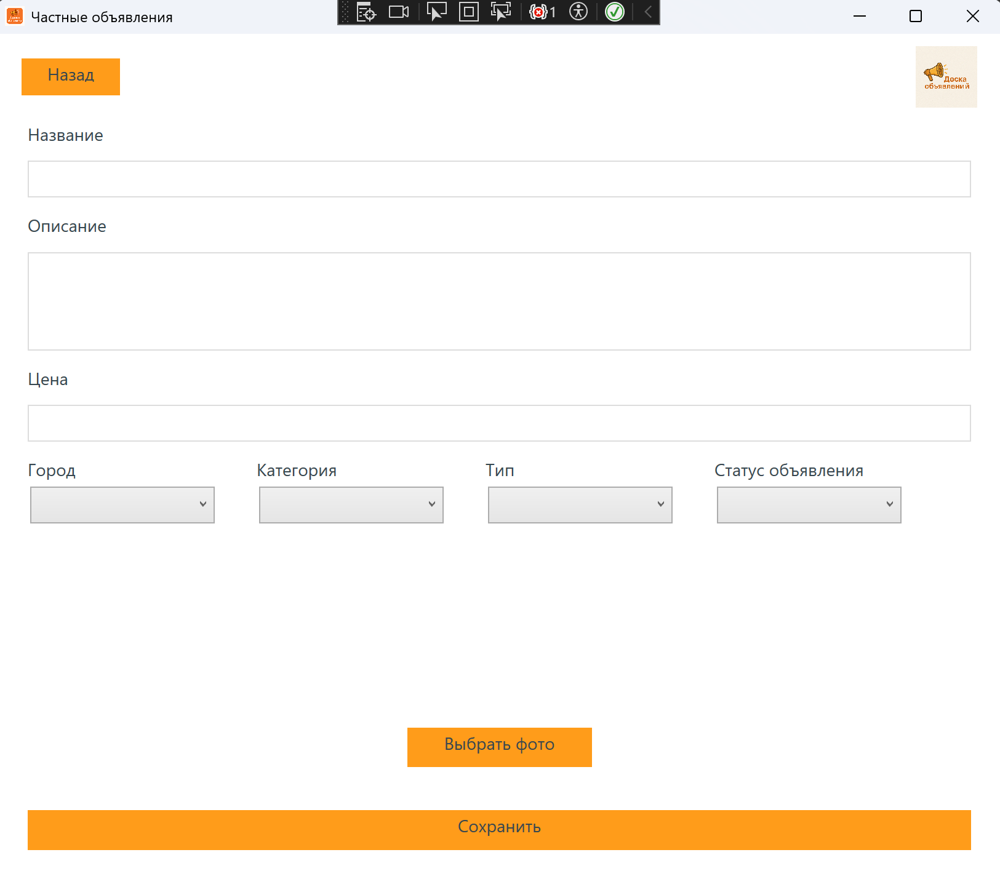 Частные объявления
1
Назад
Доска
объявлений
Название
Описание
Цена
Город
Категория
Тип
Статус объявления
Выбрать фото
Сохранить